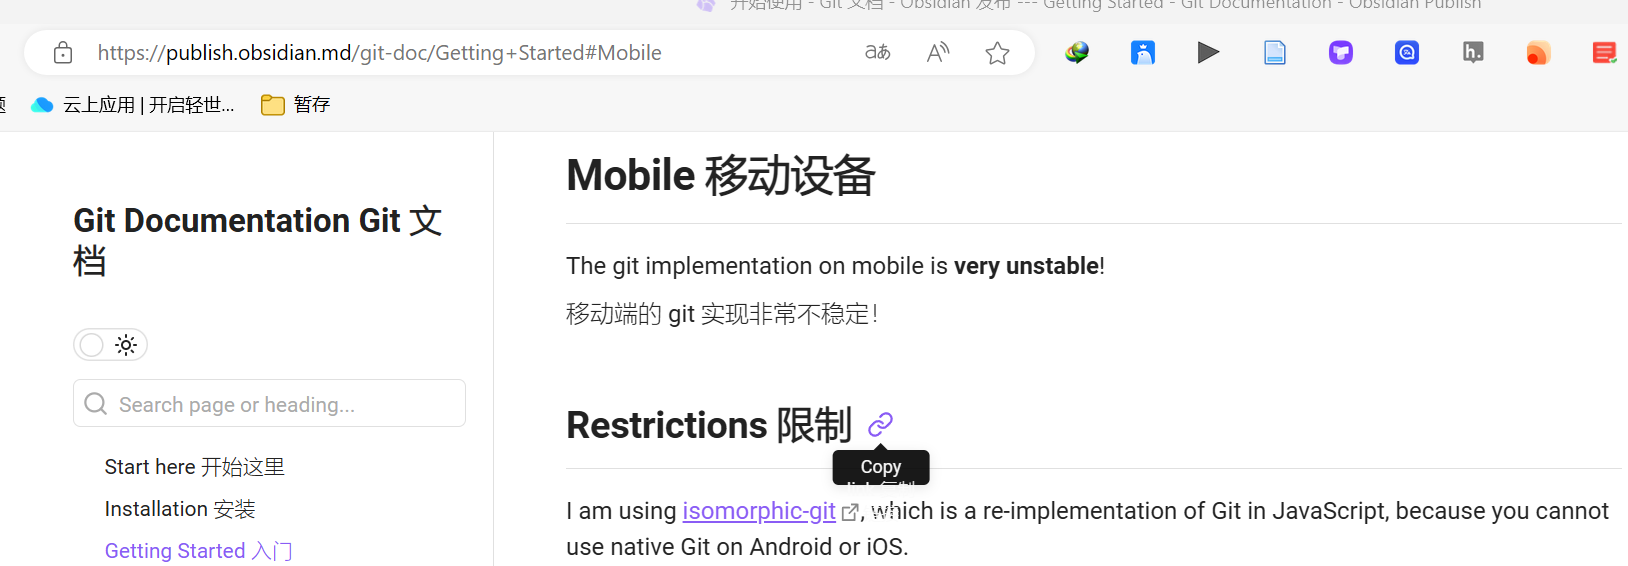 开始使用 - Git 文档 - Obsidian 发布 --- Getting Started - Git Documentation - Obsidian Publish
https://publish.obsidian.md/git-doc/Getting+Started#Mobile
aあ
A
h.
云上应用 | 开启轻世...
暂存
Git Documentation Git 文
档
Search page or heading...
Start here 开始这里
Installation 安装
Getting Started 入门
Mobile 移动设备
The git implementation on mobile is very unstable!
移动端的 git 实现非常不稳定！
Restrictions 限制
Copy
I am using isomorphic-git, which is a re-implementation of Git in JavaScript, because you cannot
use native Git on Android or iOS.